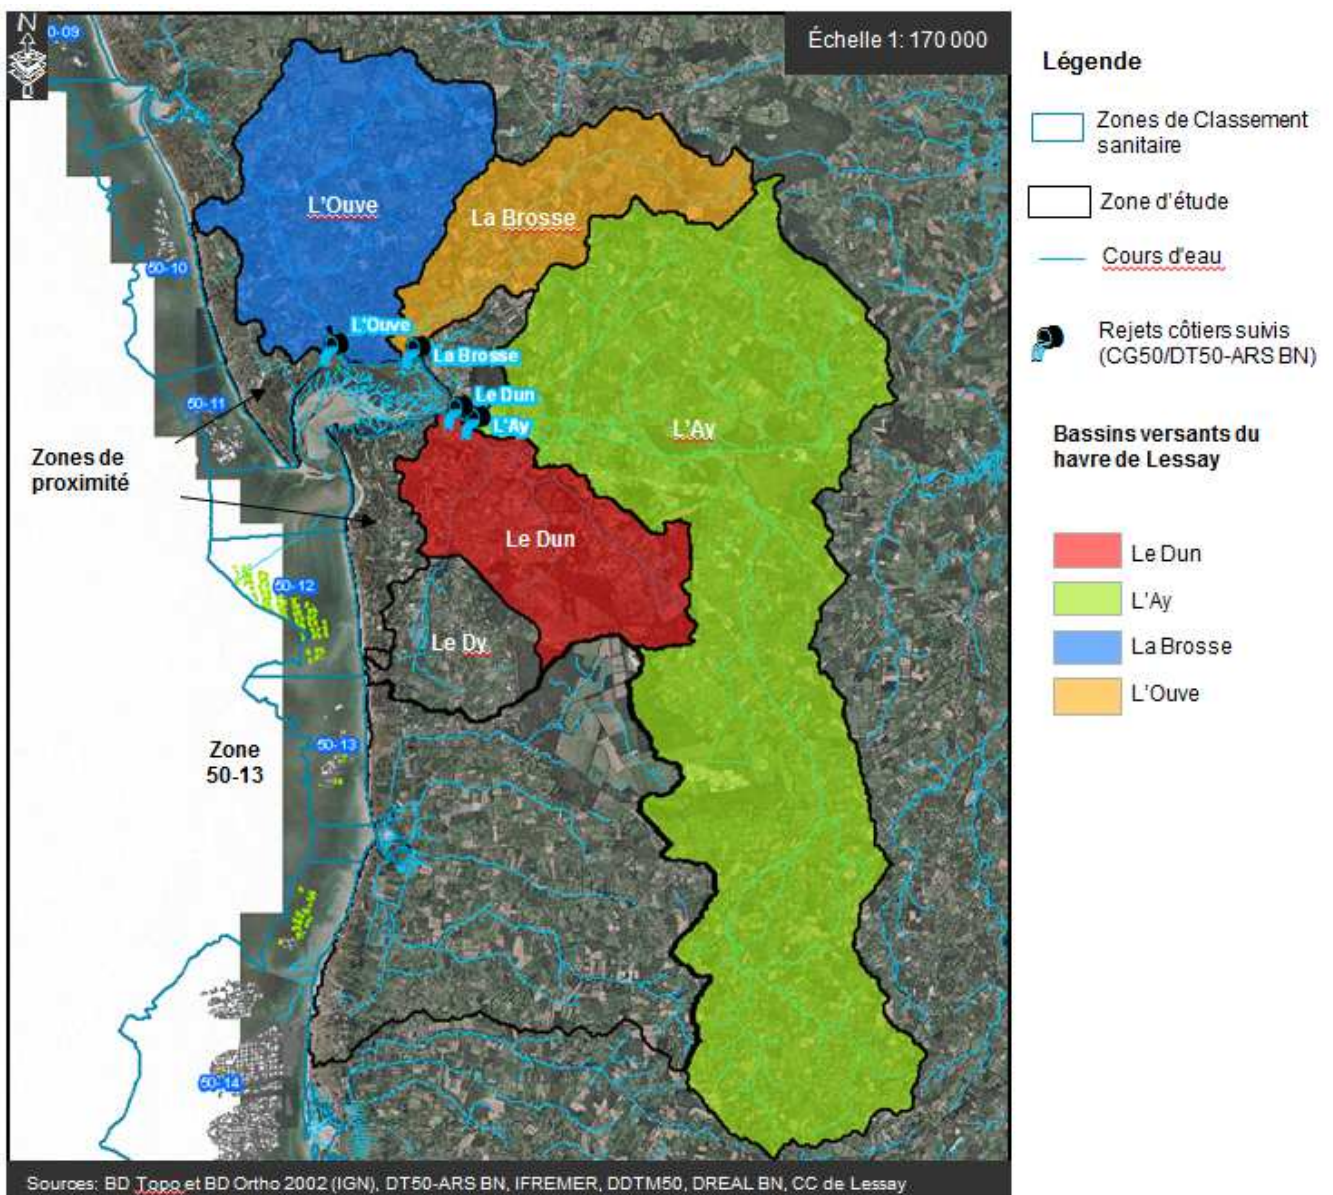 N
Échelle 1: 170 000
0-09
L'Ouve
La Brosse
50-10
L'Ouve
La Brosse
50-11
Le Dun
L'Ay
L'Ay
Zones de
proximité
Le Dun
50-12
Le Dy
Zone
50-13
50-13
50-14
Sources: BD Topo et BD Ortho 2002 (IGN), DT50-ARS BN, IFREMER, DDTM50, DREAL BN, CC de Lessay
Légende
Zones de Classement
sanitaire
Zone d'étude
Cours d'eau
Rejets côtiers suivis
(CG50/DT50-ARS BN)
Bassins versants du
havre de Lessay
Le Dun
L'Ay
La Brosse
L'Ouve